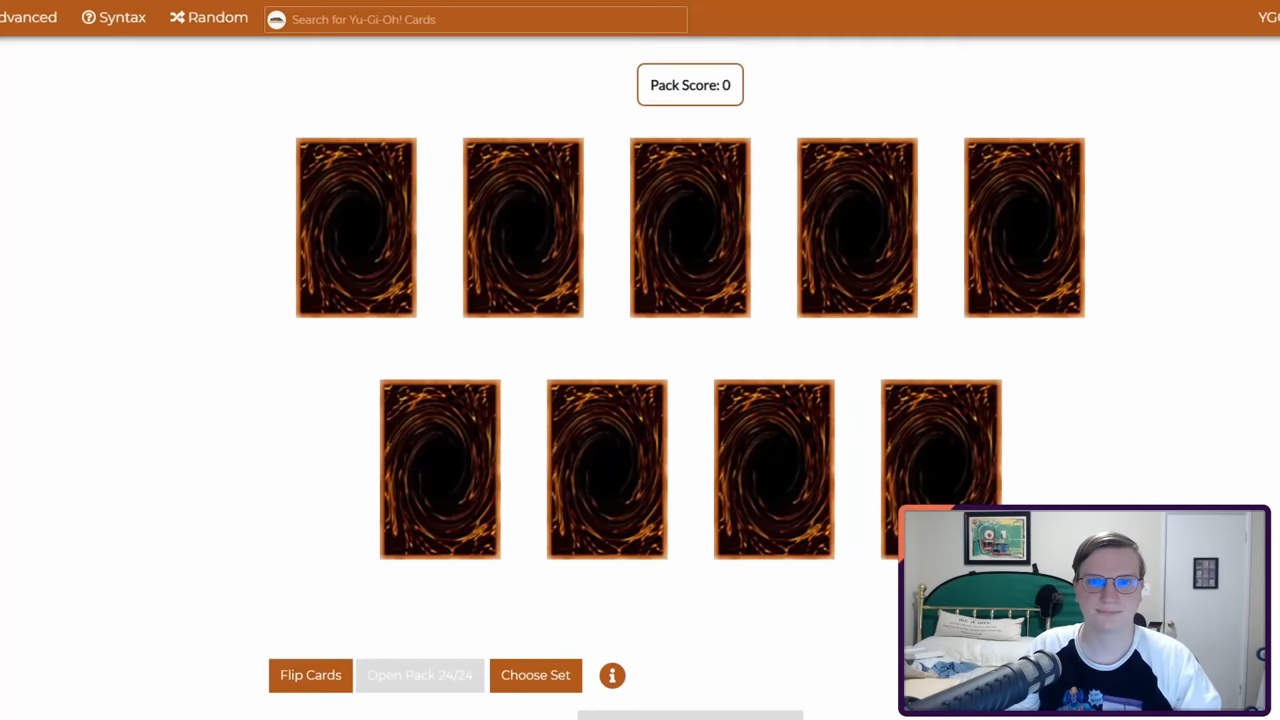 dvanced Syntax Random Search for Yu-Gi-Oh! Cards YG
Pack Score: 0
Flip Cards Open Pack 24/24 Choose Set